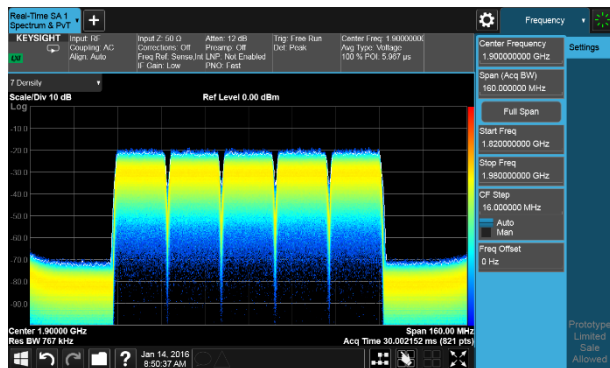 Real-Time SA 1
Spectrum & PvT
+
Frequency
KEYSIGHT
Input: RF
Coupling: AC
Align: Auto
Input Z: 50 Ω
Corrections: Off
Freq Ref: Sense,Int
IF Gain: Low
Atten: 12 dB
Preamp: Off
LNP: Not Enabled
PNO: Fast
Trig: Free Run
Det: Peak
Center Freq: 1.90000000
Avg Type: Voltage
100 % POI: 5.967 µs
7 Density
Scale/Div 10 dB
Ref Level 0.00 dBm
Log
-10.0
-20.0
-30.0
-40.0
-50.0
-60.0
-70.0
-80.0
-90.0
Center 1.90000 GHz
Res BW 767 kHz
Span 160.00 MHz
Acq Time 30.002152 ms (821 pts)
?
Jan 14, 2016
8:50:37 AM
Center Frequency
1.900000000 GHz
Span (Acq BW)
160.000000 MHz
Full Span
Start Freq
1.820000000 GHz
Stop Freq
1.980000000 GHz
CF Step
16.000000 MHz
Auto
Man
Freq Offset
0 Hz
Settings
Prototype
Limited
Sale
Allowed